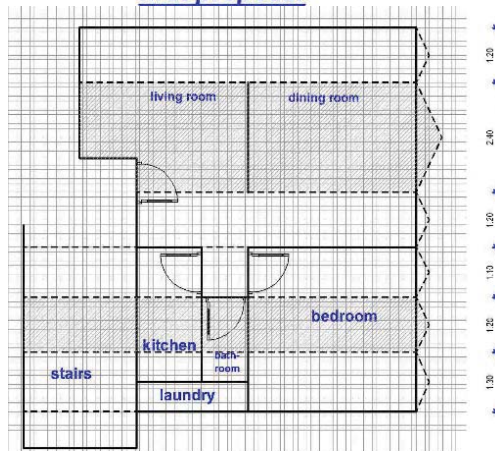 living room
dining room
1.20
2.40
1.20
1.10
kitchen
bath-
room
bedroom
1.20
stairs
laundry
1.30